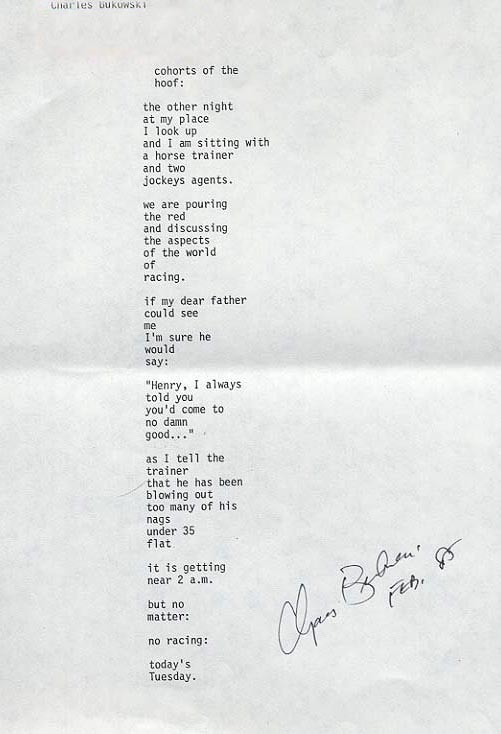 Charles Bukowski
cohorts of the
hoof:
the other night
at my place
I look up
and I am sitting with
a horse trainer
and two
jockeys agents.
we are pouring
the red
and discussing
the aspects
of the world
of
racing.
if my dear father
could see
me
I'm sure he
would
say:
"Henry, I always
told you
you'd come to
no damn
good..."
as I tell the
trainer
that he has been
blowing out
too many of his
nags
under 35
flat
it is getting
near 2 a.m.
but no
matter:
no racing:
today's
Tuesday.
Charles Bukowski
FEB. 85